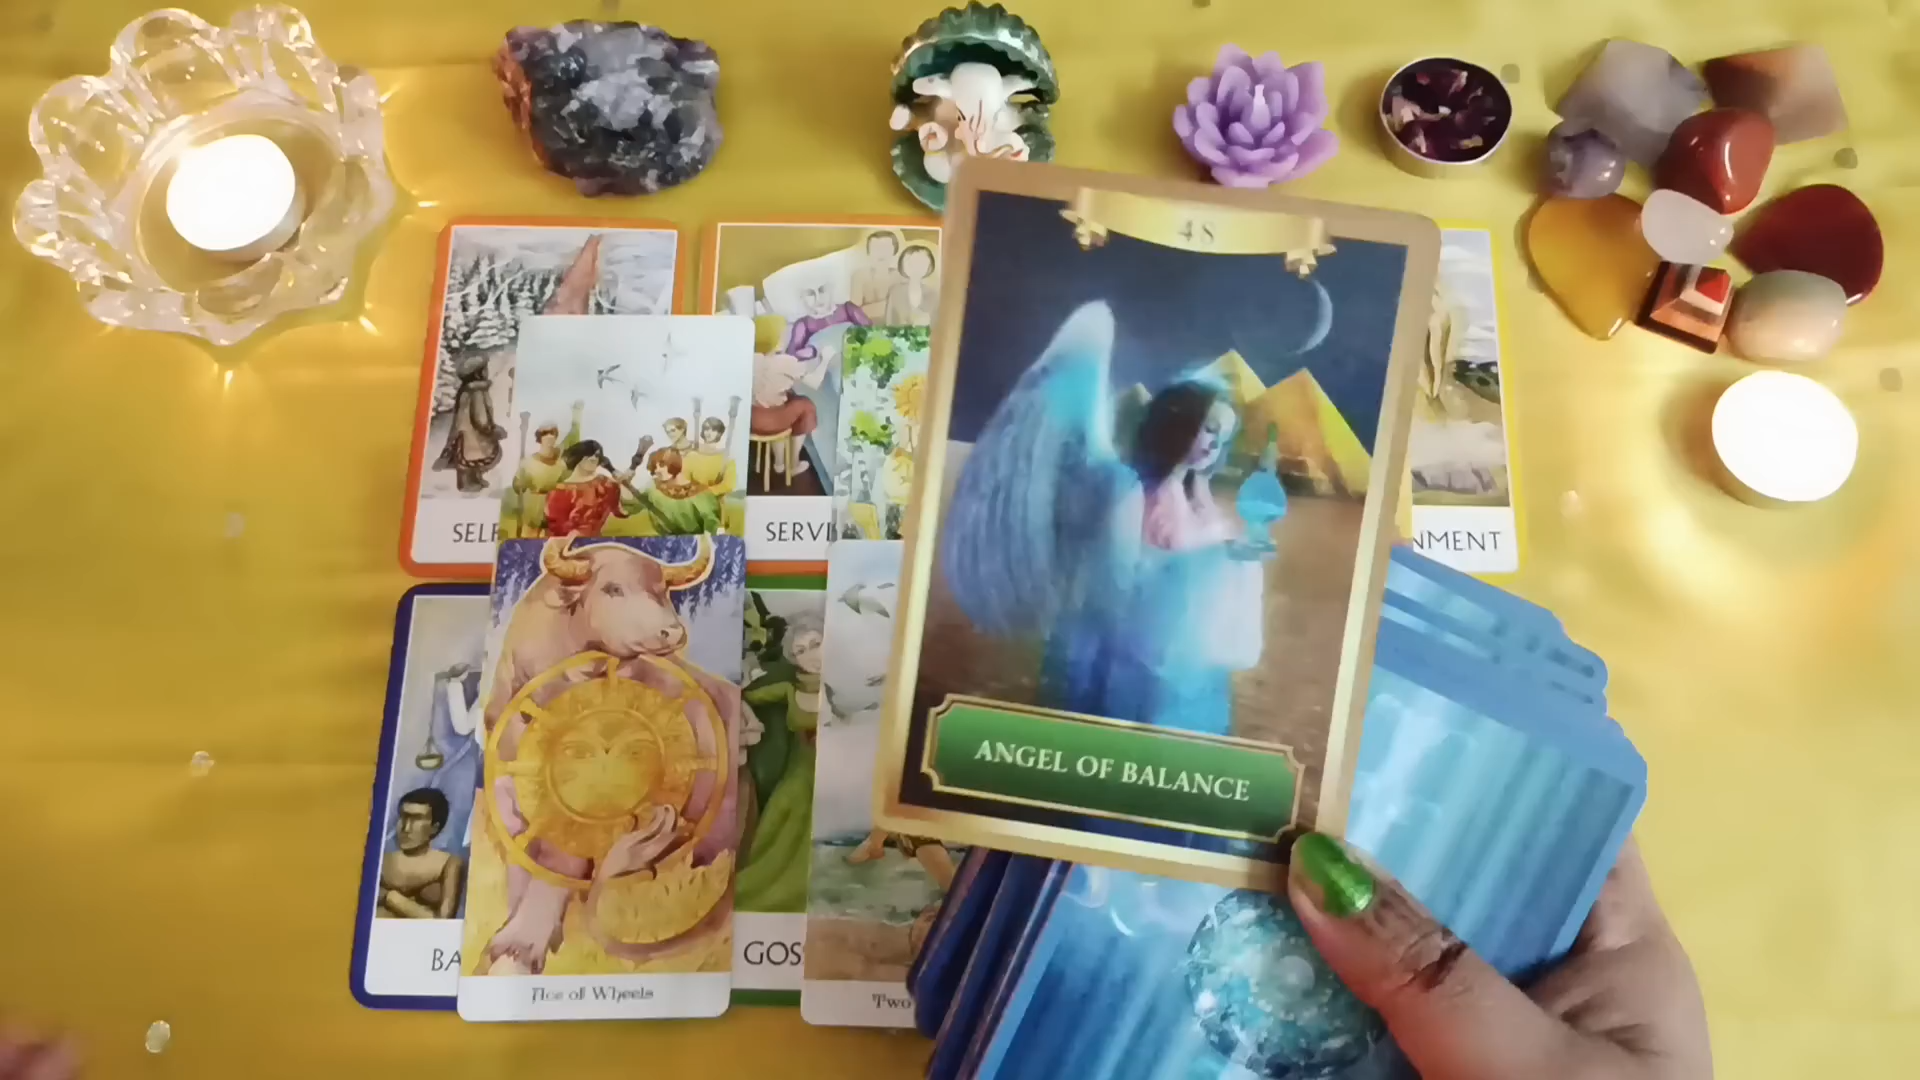 48
SELF
SERVI
NMENT
ANGEL OF BALANCE
BA
GOS
Ace of Wheels
Two